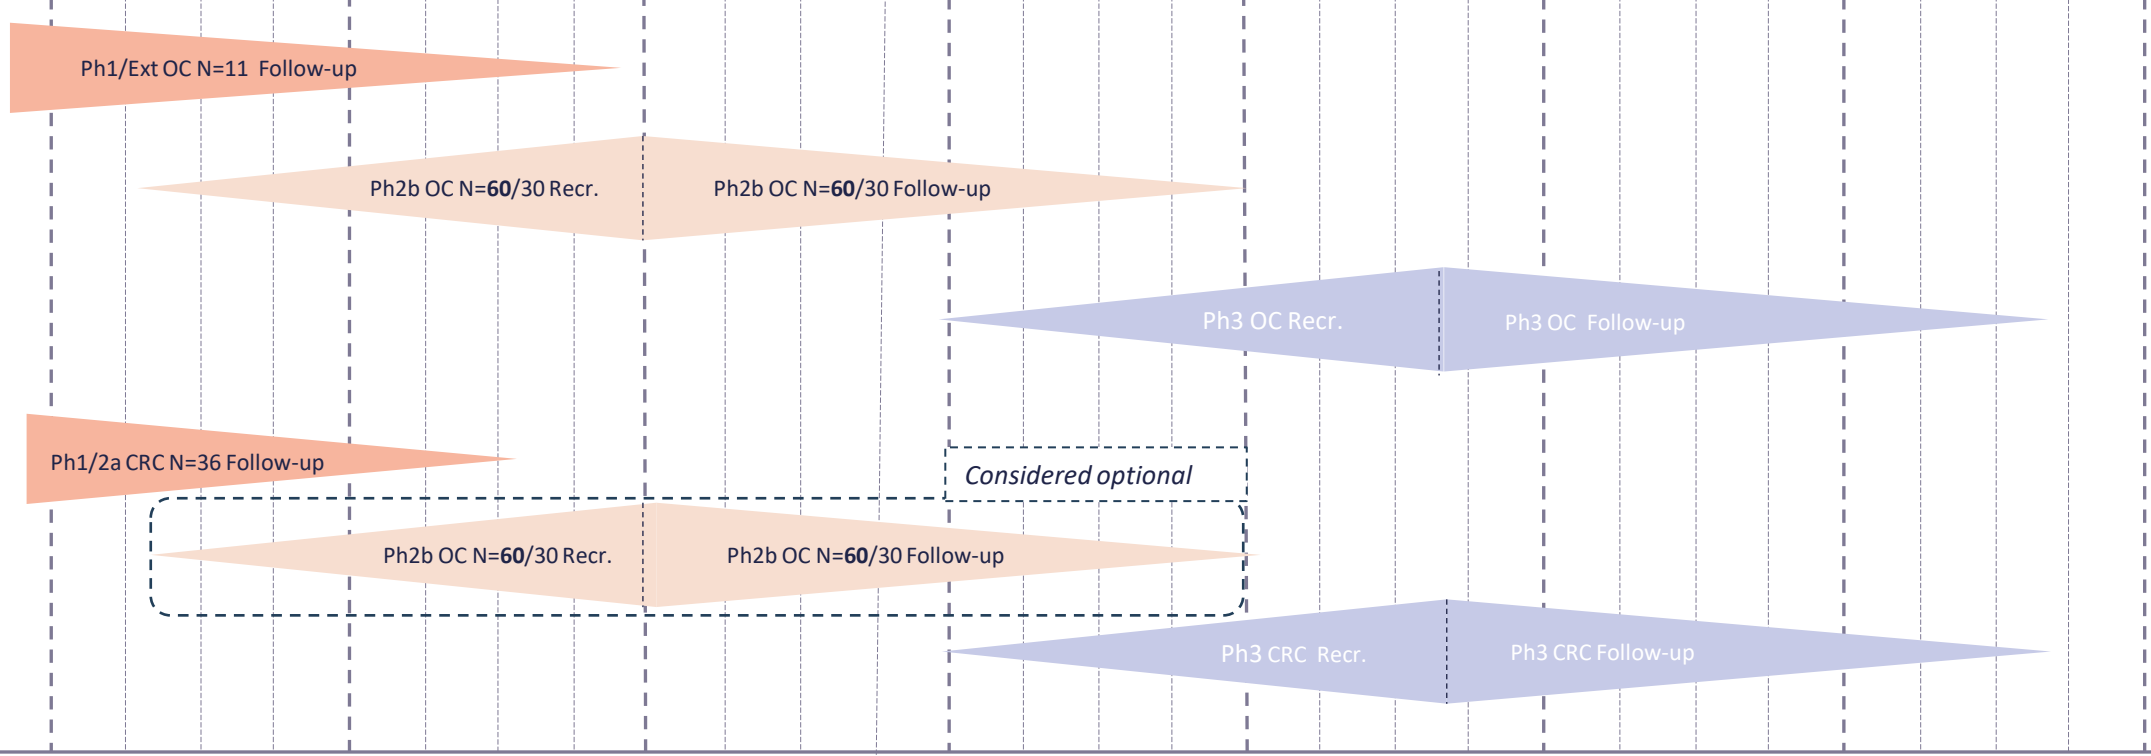 Ph1/Ext OC N=11 Follow-up
Ph2b OC N=60/30 Recr.
Ph2b OC N=60/30 Follow-up
Ph3 OC Recr.
Ph3 OC Follow-up
Ph1/2a CRC N=36 Follow-up
Considered optional
Ph2b OC N=60/30 Recr.
Ph2b OC N=60/30 Follow-up
Ph3 CRC Recr.
Ph3 CRC Follow-up